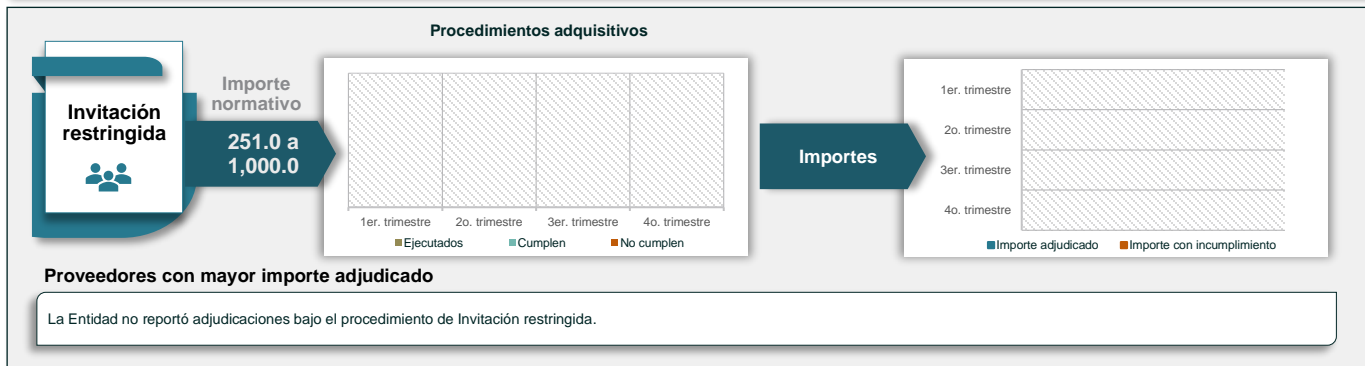 Procedimientos adquisitivos
Invitación
restringida
Importe
normativo
251.0 a
1,000.0
1er. trimestre 2o. trimestre 3er. trimestre 4o. trimestre
Ejecutados Cumplen No cumplen
Importes
1er. trimestre
2o. trimestre
3er. trimestre
4o. trimestre
Importe adjudicado Importe con incumplimiento
Proveedores con mayor importe adjudicado
La Entidad no reportó adjudicaciones bajo el procedimiento de Invitación restringida.